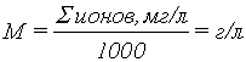 M = Σионов, мг/л / 1000 = г/л